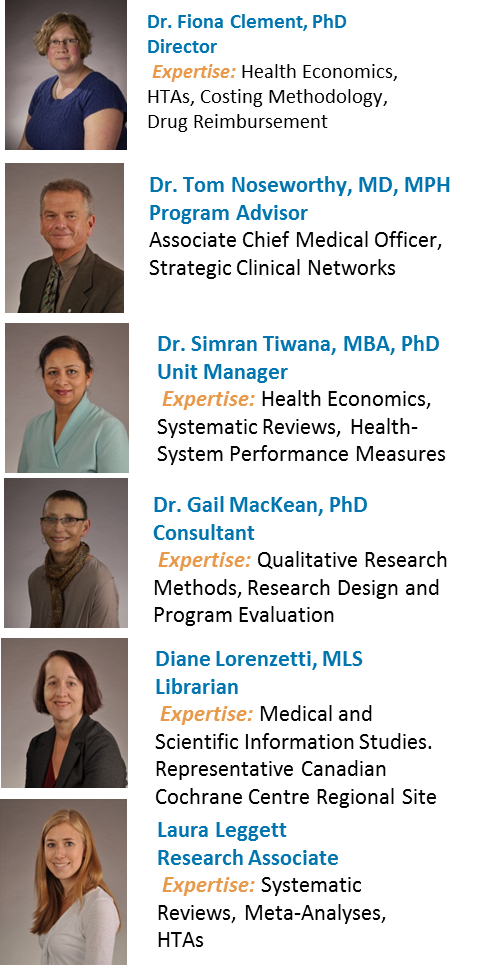 Dr. Fiona Clement, PhD
Director
Expertise: Health Economics,
HTAs, Costing Methodology,
Drug Reimbursement
Dr. Tom Noseworthy, MD, MPH
Program Advisor
Associate Chief Medical Officer,
Strategic Clinical Networks
Dr. Simran Tiwana, MBA, PhD
Unit Manager
Expertise: Health Economics,
Systematic Reviews, Health-
System Performance Measures
Dr. Gail MacKean, PhD
Consultant
Expertise: Qualitative Research
Methods, Research Design and
Program Evaluation
Diane Lorenzetti, MLS
Librarian
Expertise: Medical and
Scientific Information Studies.
Representative Canadian
Cochrane Centre Regional Site
Laura Leggett
Research Associate
Expertise: Systematic
Reviews, Meta-Analyses,
HTAs